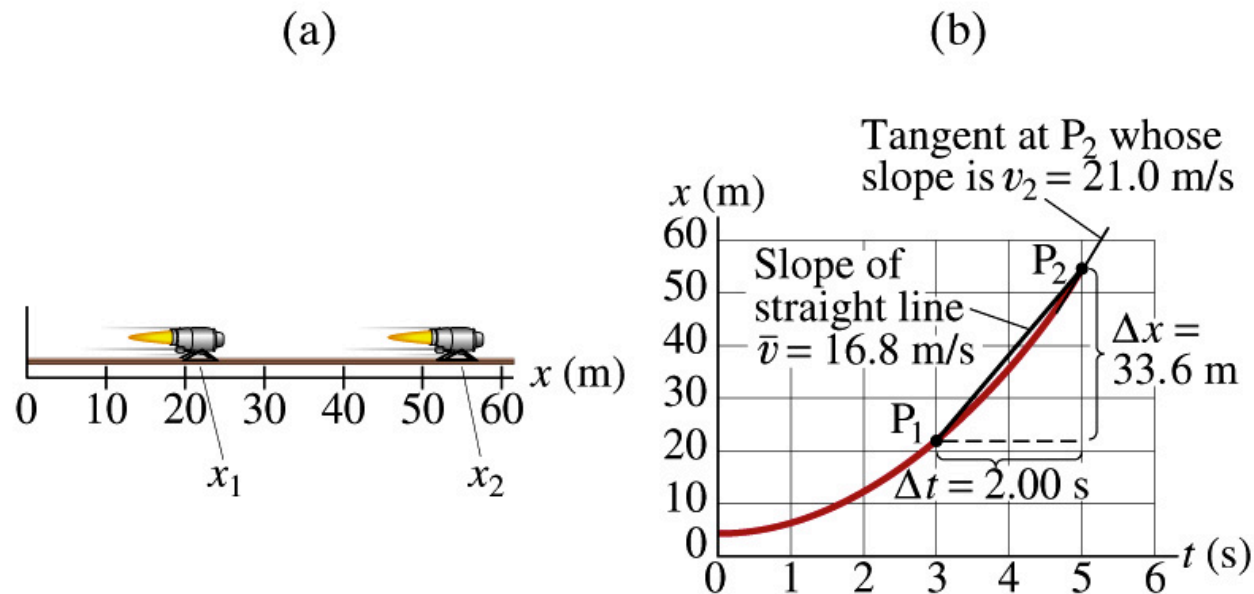 (a)
x (m)
0 10 20 30 40 50 60
x₁ x₂
(b)
Tangent at P₂ whose
slope is v₂ = 21.0 m/s
x (m)
60
50
40
30
20
10
0
Slope of
straight line
v̄ = 16.8 m/s
P₂
Δx =
33.6 m
P₁
Δt = 2.00 s
0 1 2 3 4 5 6
t (s)